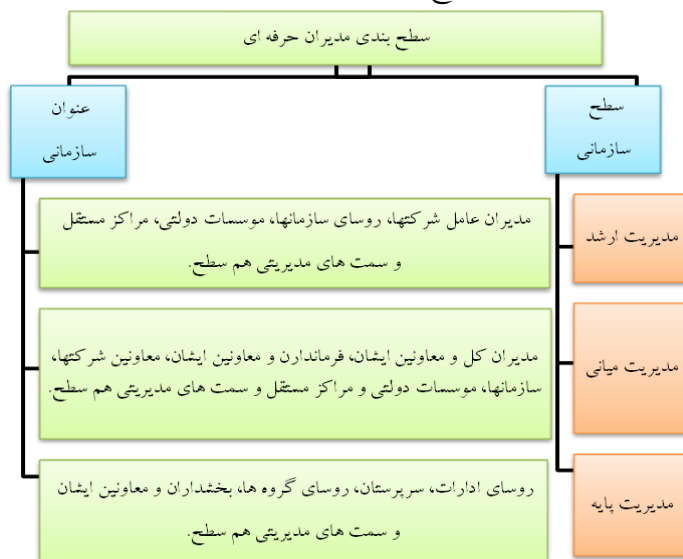 سطح بندی مدیران حرفه ای
سطح
سازمانی
عنوان
سازمانی
مدیریت ارشد
مدیران عامل شرکتها، روسای سازمانها، موسسات دولتی، مراکز مستقل
و سمت های مدیریتی هم سطح.
مدیریت میانی
مدیران کل و معاونین ایشان، فرماندارن و معاونین ایشان، معاونین شرکتها،
سازمانها، موسسات دولتی و مراکز مستقل و سمت های مدیریتی هم سطح.
مدیریت پایه
روسای ادارات، سرپرستان، روسای گروه ها، بخشداران و معاونین ایشان
و سمت های مدیریتی هم سطح.